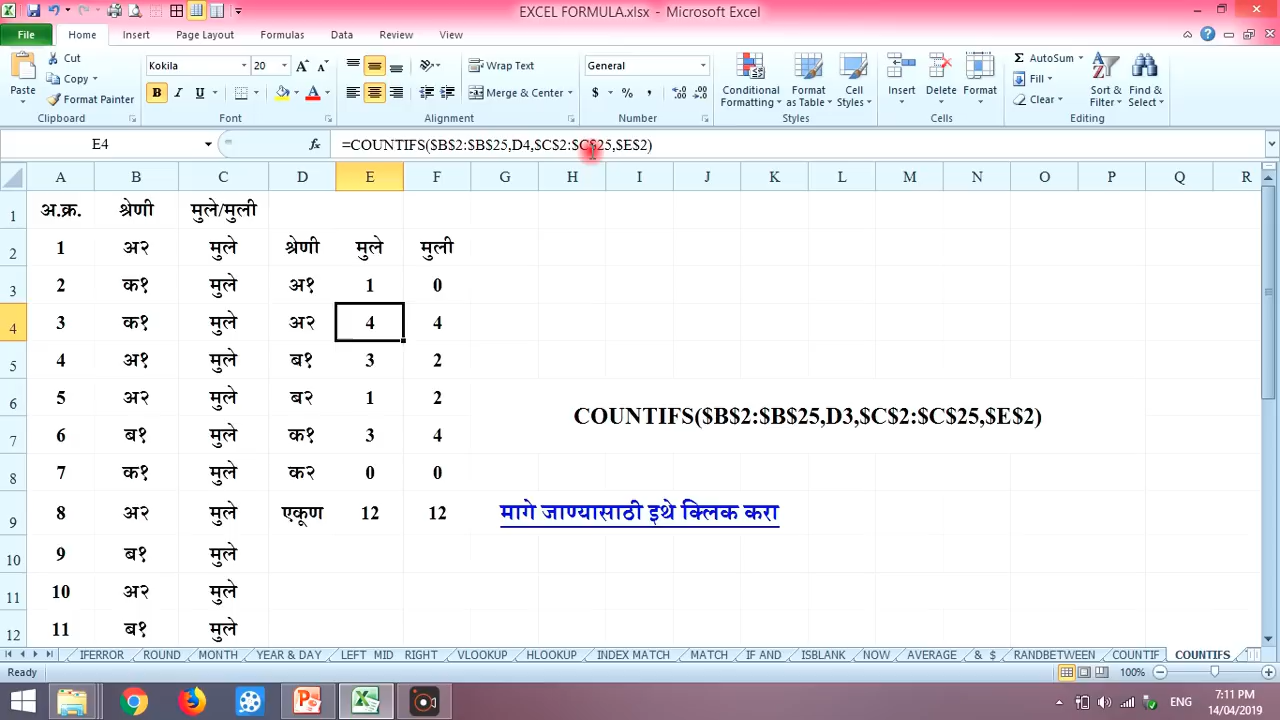 EXCEL FORMULA.xlsx - Microsoft Excel
File Home Insert Page Layout Formulas Data Review View
Paste Cut Copy Format Painter Clipboard
Kokila 20 B I U A Font
Wrap Text Merge & Center Alignment
General $ % , Number
Conditional Formatting Format as Table Cell Styles Styles
Insert Delete Format Cells
AutoSum Fill Clear Sort & Filter Find & Select Editing
E4 fx =COUNTIFS($B$2:$B$25,D4,$C$2:$C$25,$E$2)
A B C D E F G H I J K L M N O P Q R
1 अ.क्र. श्रेणी मुले/मुली
2 1 अ२ मुले श्रेणी मुले मुली
3 2 क१ मुले अ१ 1 0
4 3 क१ मुले अ२ 4 4
5 4 अ१ मुले ब१ 3 2
6 5 अ२ मुले ब२ 1 2
COUNTIFS($B$2:$B$25,D3,$C$2:$C$25,$E$2)
7 6 ब१ मुले क१ 3 4
8 7 क१ मुले क२ 0 0
9 8 अ२ मुले एकूण 12 12 मागे जाण्यासाठी इथे क्लिक करा
10 9 ब१ मुले
11 10 अ२ मुले
12 11 ब१ मुले
IFERROR ROUND MONTH YEAR & DAY LEFT MID RIGHT VLOOKUP HLOOKUP INDEX MATCH MATCH IF AND ISBLANK NOW AVERAGE & $ RANDBETWEEN COUNTIF COUNTIFS
Ready 100%
ENG 7:11 PM
14/04/2019